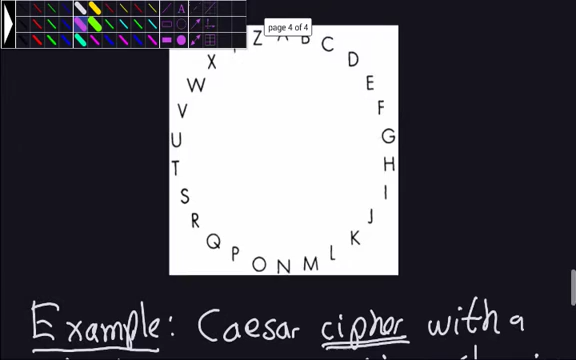 page 4 of 4
A
Z A B C
X D
W E
V F
U G
T H
S I
R J
Q K
P O N M L
Example: Caesar cipher with a